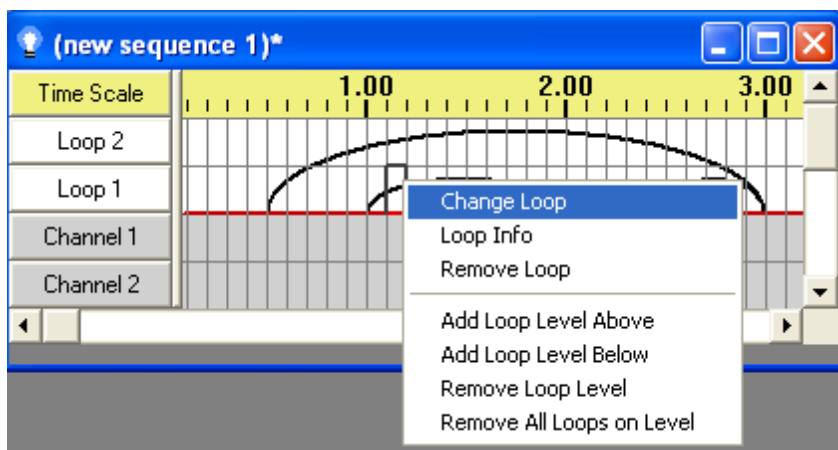 (new sequence 1)*
Time Scale
1.00 2.00 3.00
Loop 2
Loop 1
Channel 1
Channel 2
Change Loop
Loop Info
Remove Loop
Add Loop Level Above
Add Loop Level Below
Remove Loop Level
Remove All Loops on Level